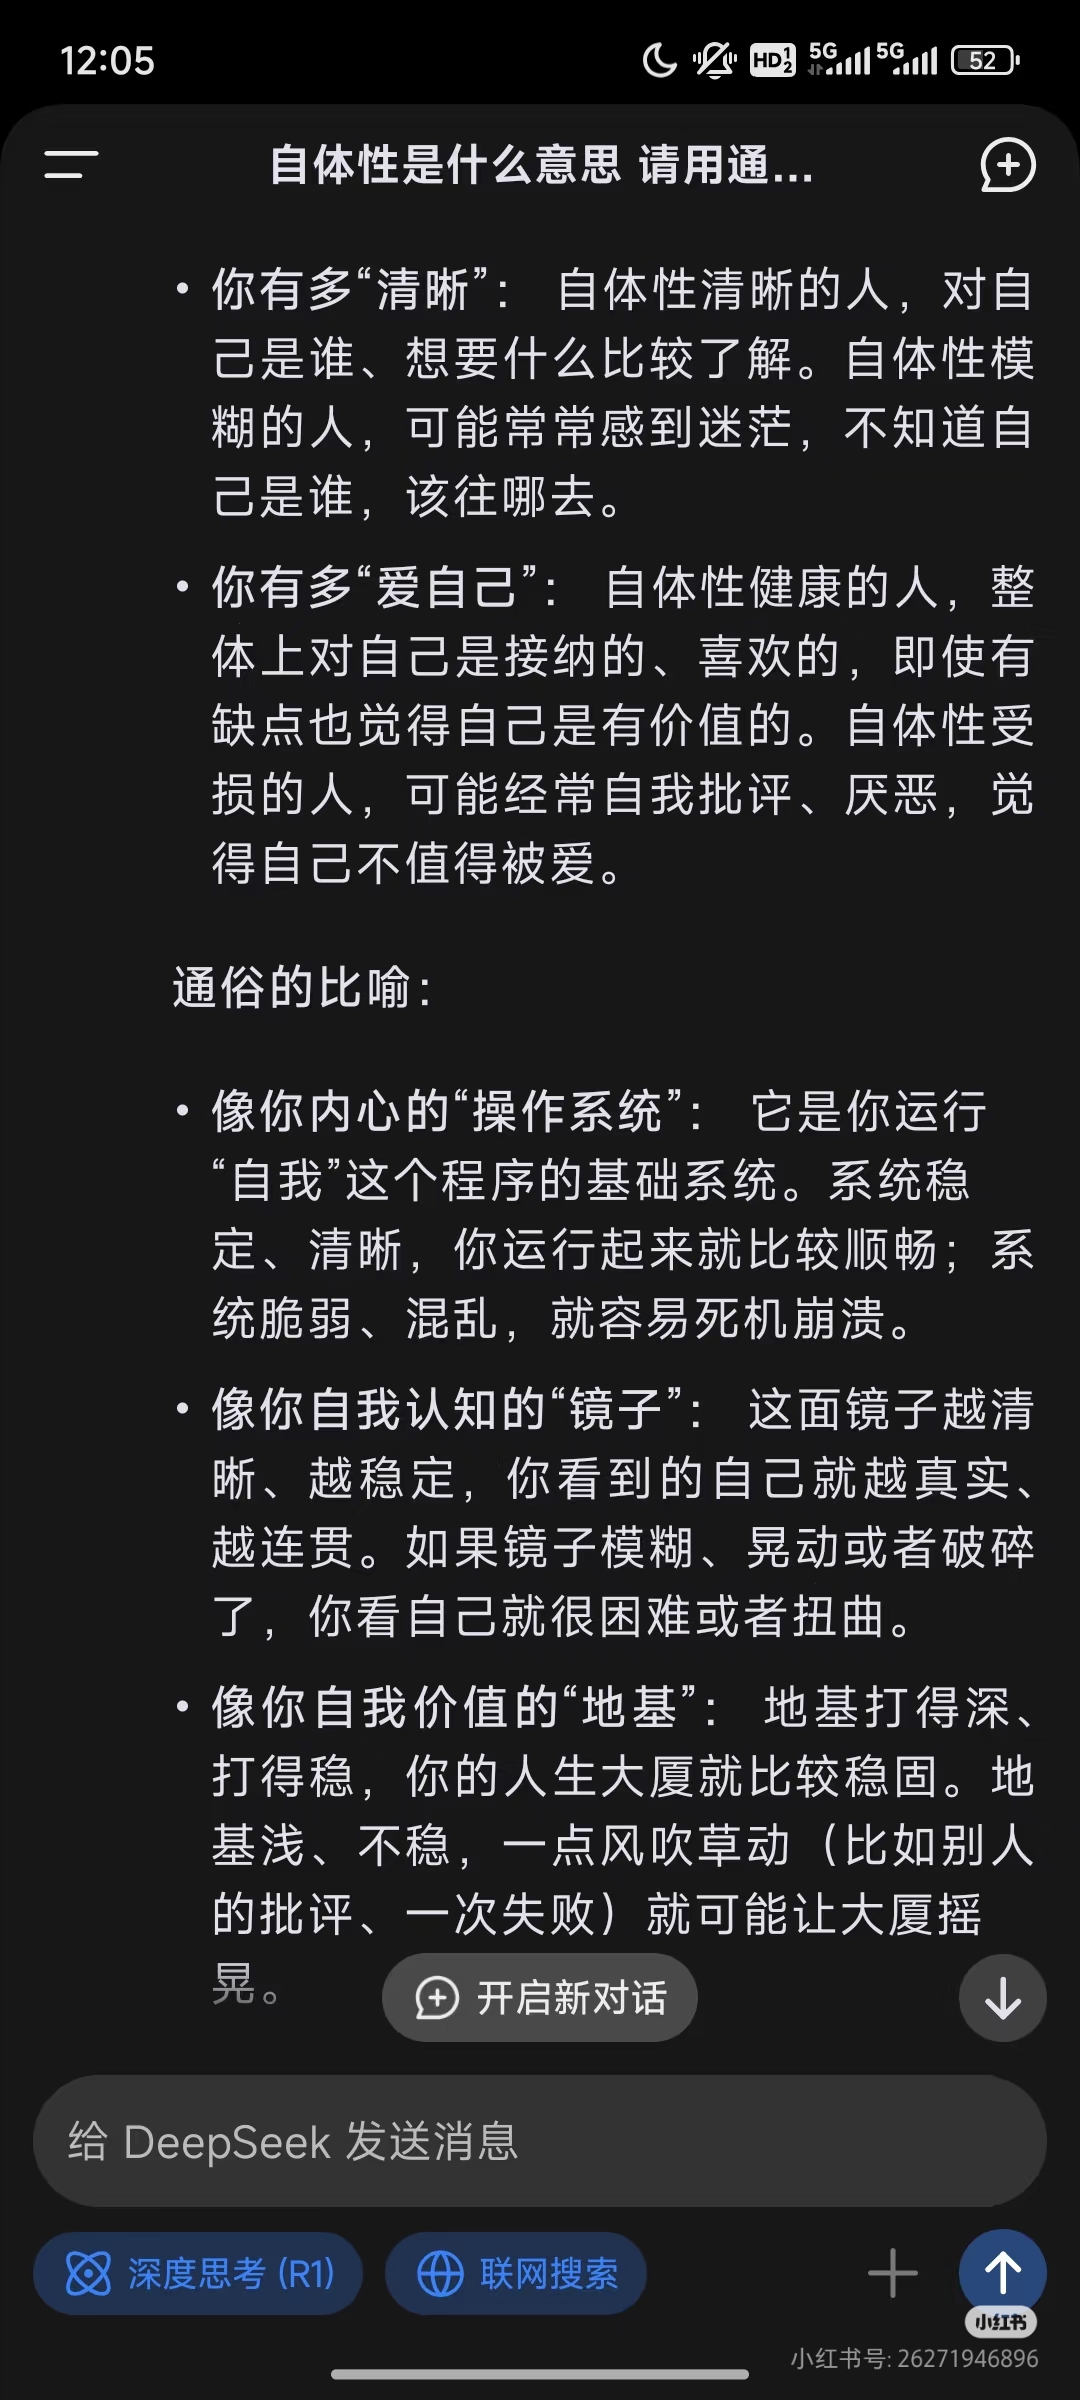 12:05
HD 1 2 5G 5G 52
自体性是什么意思 请用通...
• 你有多“清晰”： 自体性清晰的人，对自
己是谁、想要什么比较了解。自体性模
糊的人，可能常常感到迷茫，不知道自
己是谁，该往哪去。
• 你有多“爱自己”： 自体性健康的人，整
体上对自己是接纳的、喜欢的，即使有
缺点也觉得自己是有价值的。自体性受
损的人，可能经常自我批评、厌恶，觉
得自己不值得被爱。
通俗的比喻：
• 像你内心的“操作系统”： 它是你运行
“自我”这个程序的基础系统。系统稳
定、清晰，你运行起来就比较顺畅；系
统脆弱、混乱，就容易死机崩溃。
• 像你自我认知的“镜子”： 这面镜子越清
晰、越稳定，你看到的自己就越真实、
越连贯。如果镜子模糊、晃动或者破碎
了，你看自己就很困难或者扭曲。
• 像你自我价值的“地基”： 地基打得深、
打得稳，你的人生大厦就比较稳固。地
基浅、不稳，一点风吹草动（比如别人
的批评、一次失败）就可能让大厦摇
晃。
开启新对话
给 DeepSeek 发送消息
深度思考 (R1) 联网搜索
小红书
小红书号: 26271946896